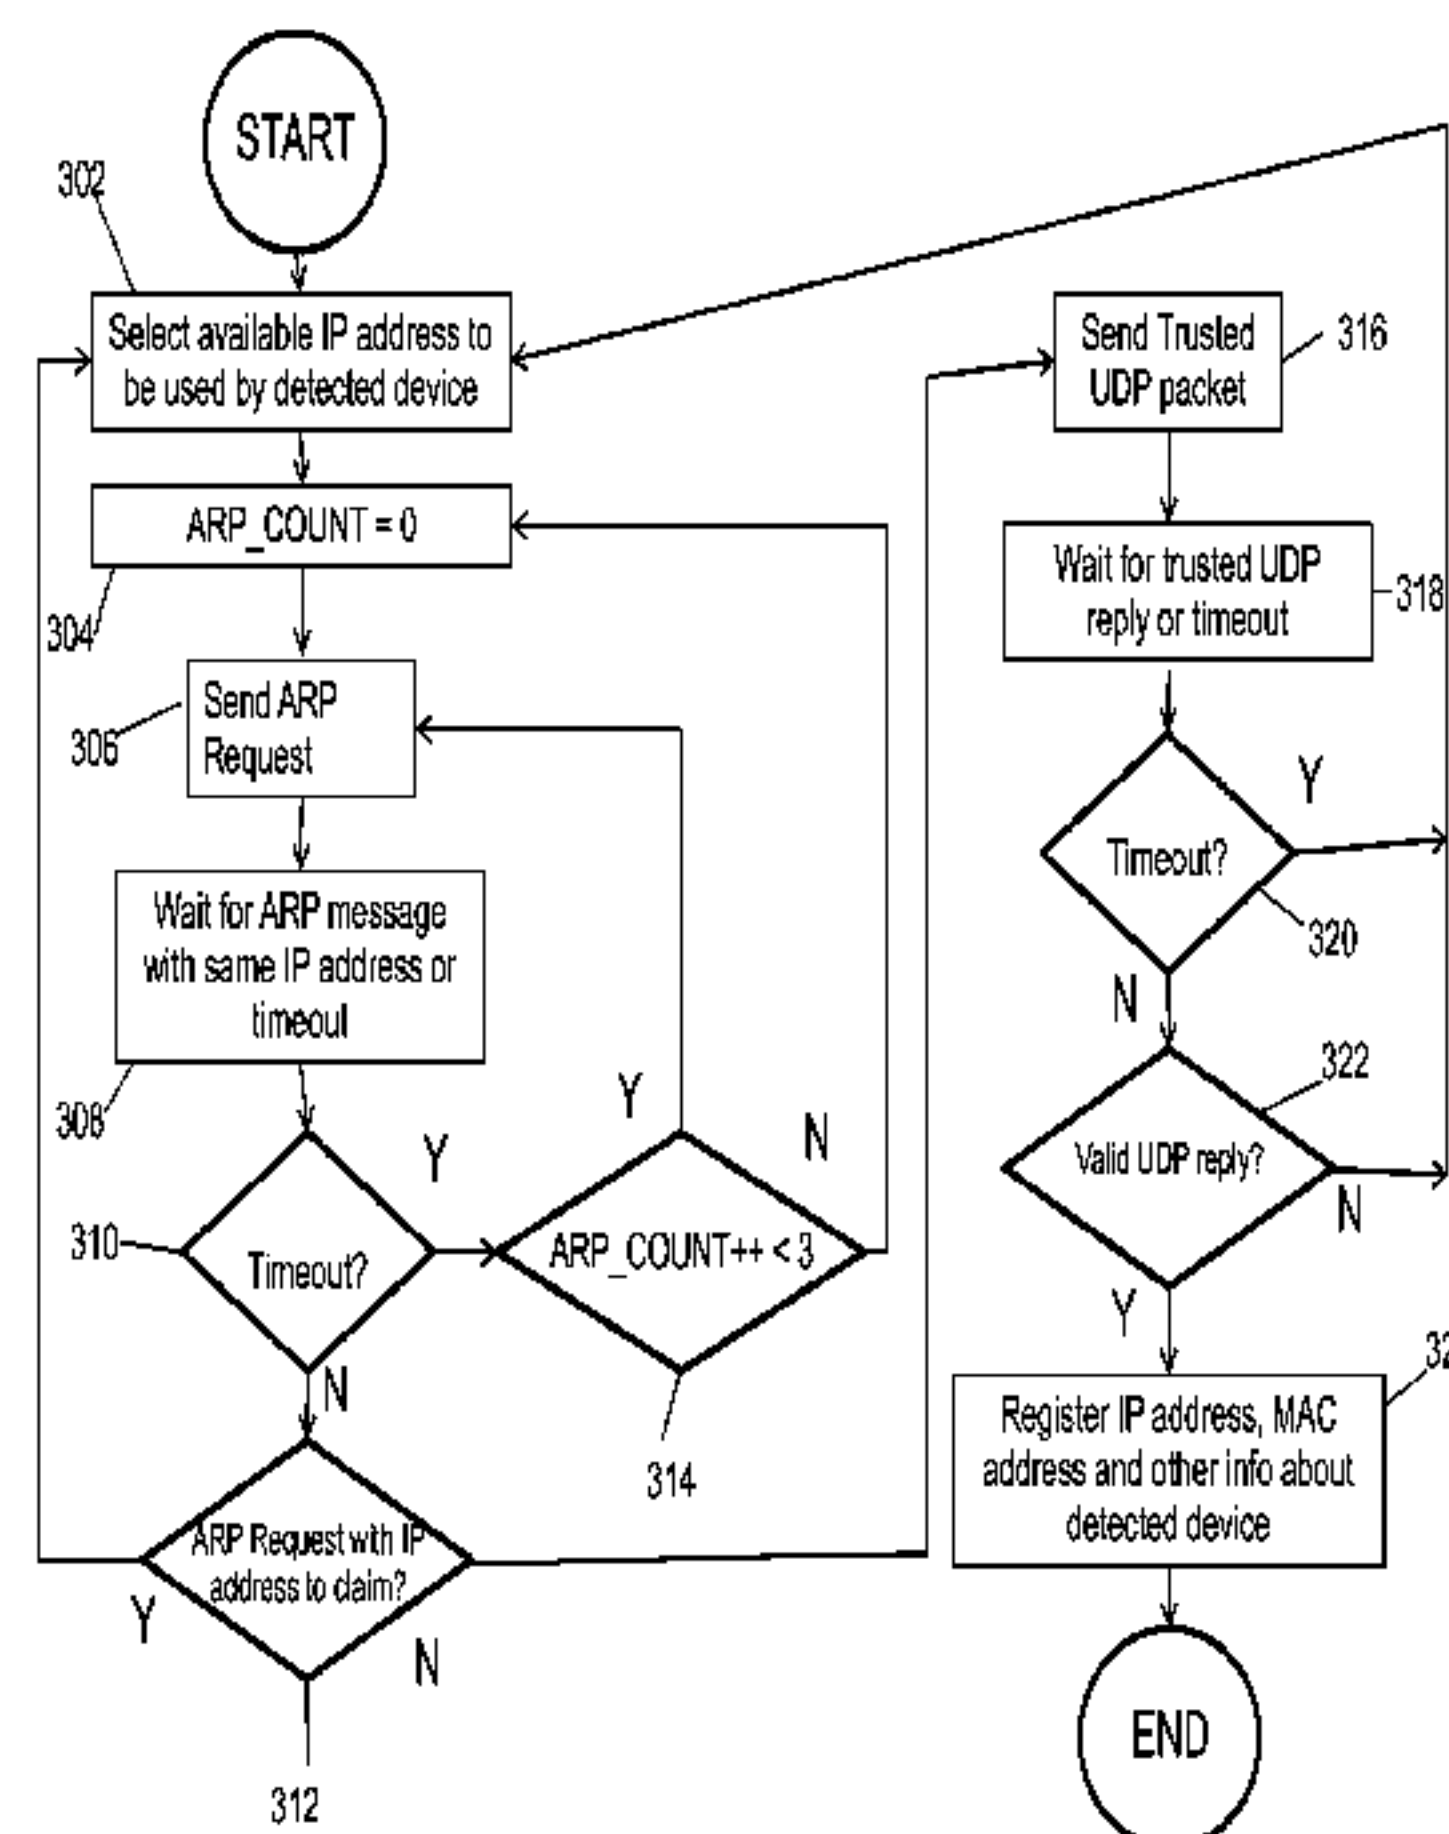 START
302
Select available IP address to
be used by detected device
ARP_COUNT = 0
304
Send ARP
Request
306
Wait for ARP message
with same IP address or
timeout
308
Timeout?
310
Y
N
ARP_COUNT++ < 3
Y
N
314
ARP Request with IP
address to claim?
Y
N
312
Send Trusted
UDP packet
316
Wait for trusted UDP
reply or timeout
318
Timeout?
Y
320
N
Valid UDP reply?
322
N
Y
Register IP address, MAC
address and other info about
detected device
END